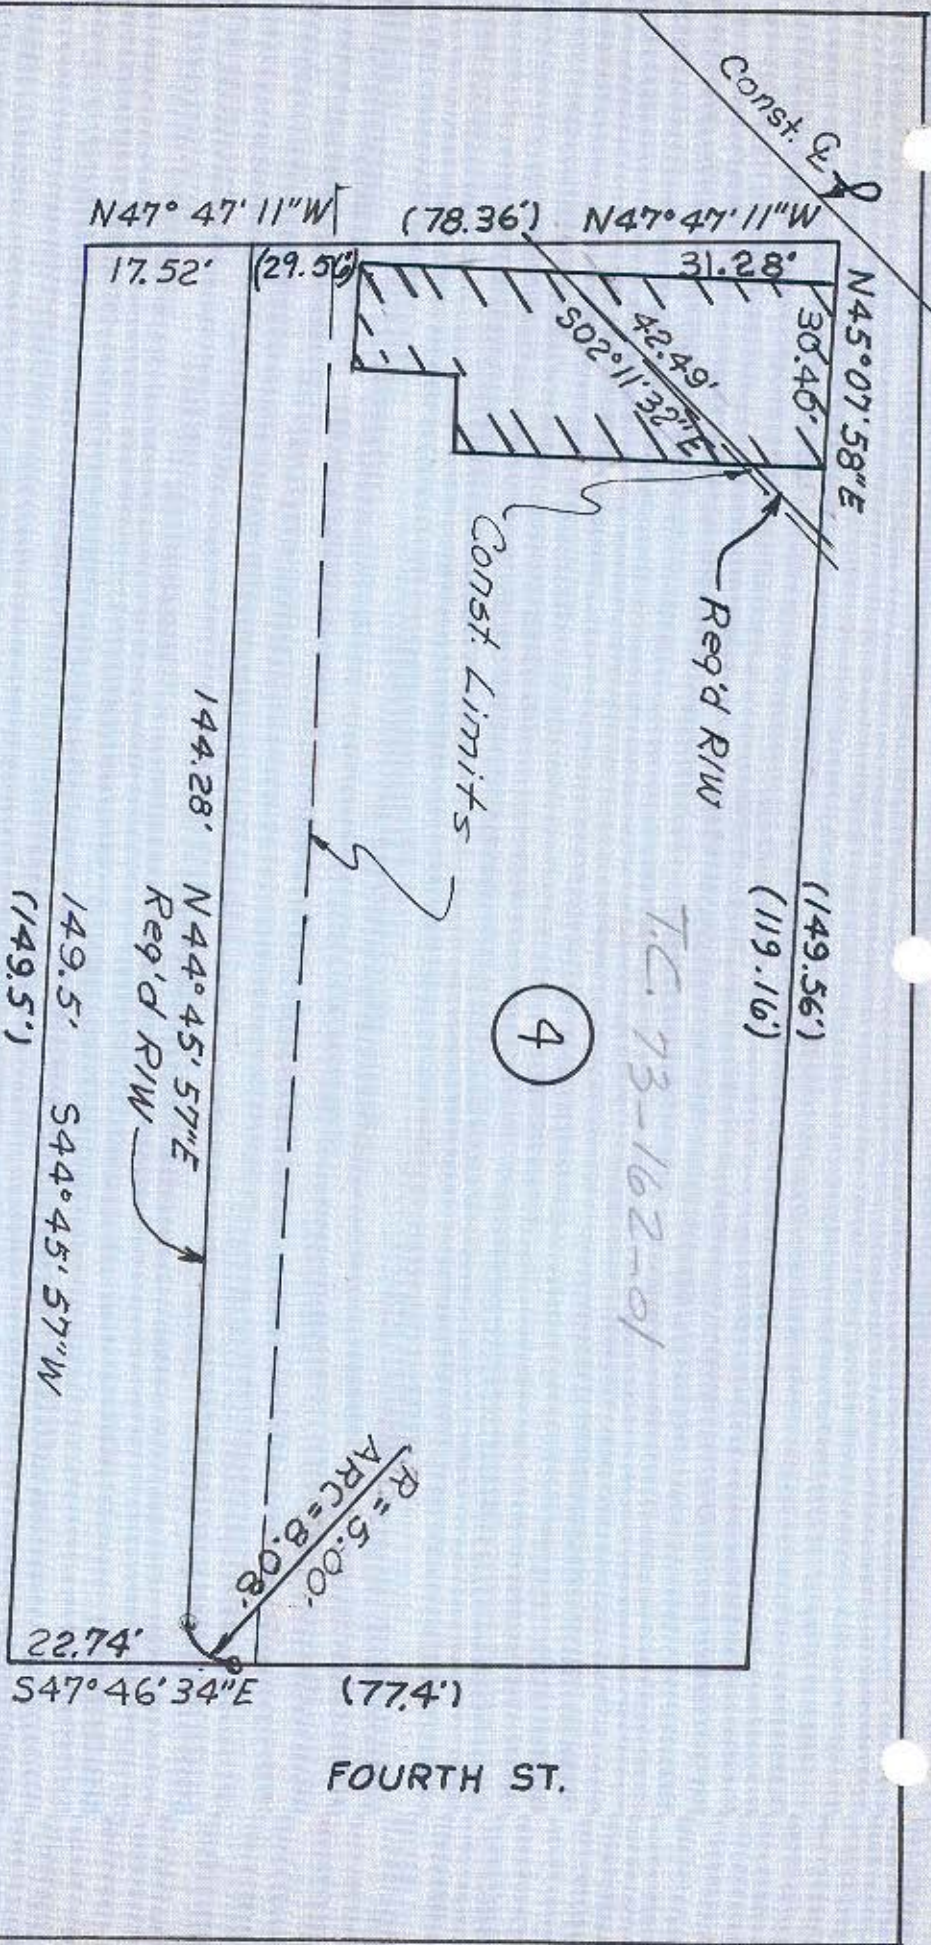 Const. ℄
N47° 47' 11"W
(78.36')
N47° 47' 11"W
17.52'
(29.56')
31.28'
N45° 07' 58"E
30.40'
42.49'
S02° 11' 32"E
Const. Limits
Req'd R/W
(149.56')
(119.16')
T.C. 73-162-01
4
144.28' N44° 45' 57"E
Req'd R/W
149.5' S44° 45' 57"W
(149.5')
R = 5.00'
ARC = 8.08'
22.74'
S47° 46' 34"E
(77.4')
FOURTH ST.